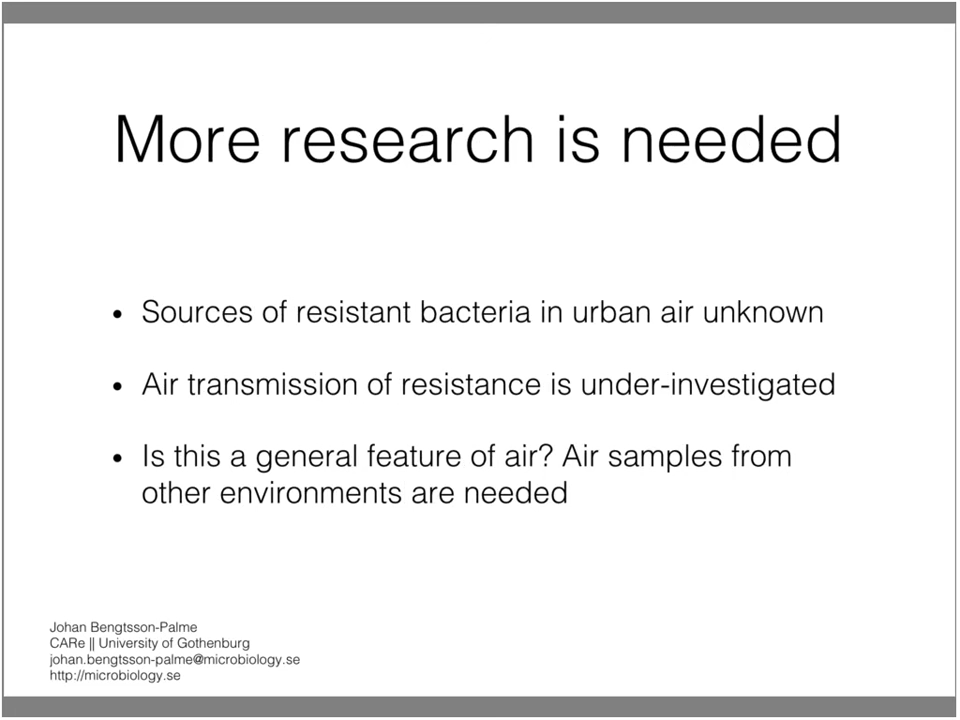 More research is needed
• Sources of resistant bacteria in urban air unknown
• Air transmission of resistance is under-investigated
• Is this a general feature of air? Air samples from
other environments are needed
Johan Bengtsson-Palme
CARe || University of Gothenburg
johan.bengtsson-palme@microbiology.se
http://microbiology.se